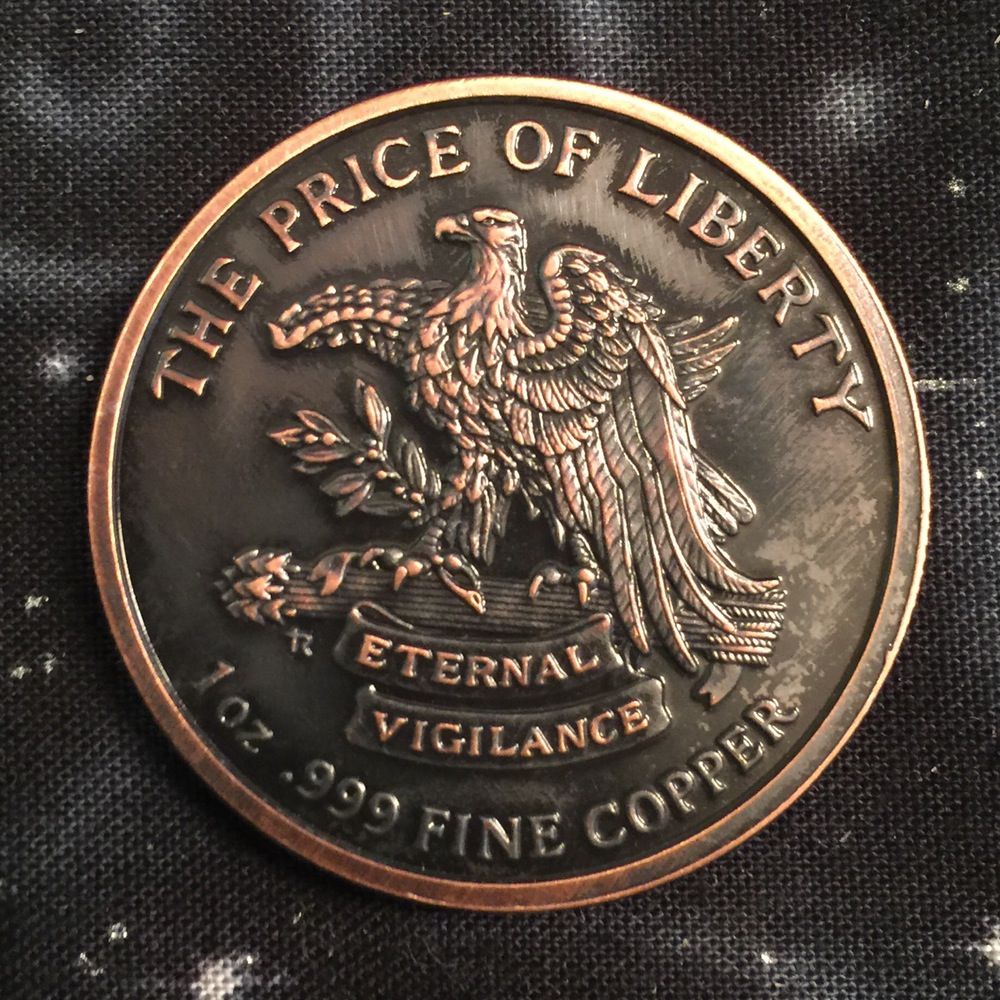 THE PRICE OF LIBERTY
ETERNAL
VIGILANCE
1 OZ .999 FINE COPPER